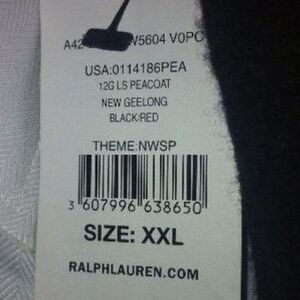 A42 W5604 V0PC
USA:0114186PEA
12G LS PEACOAT
NEW GEELONG
BLACK/RED
THEME:NWSP
3 607996 638650
SIZE: XXL
RALPHLAUREN.COM